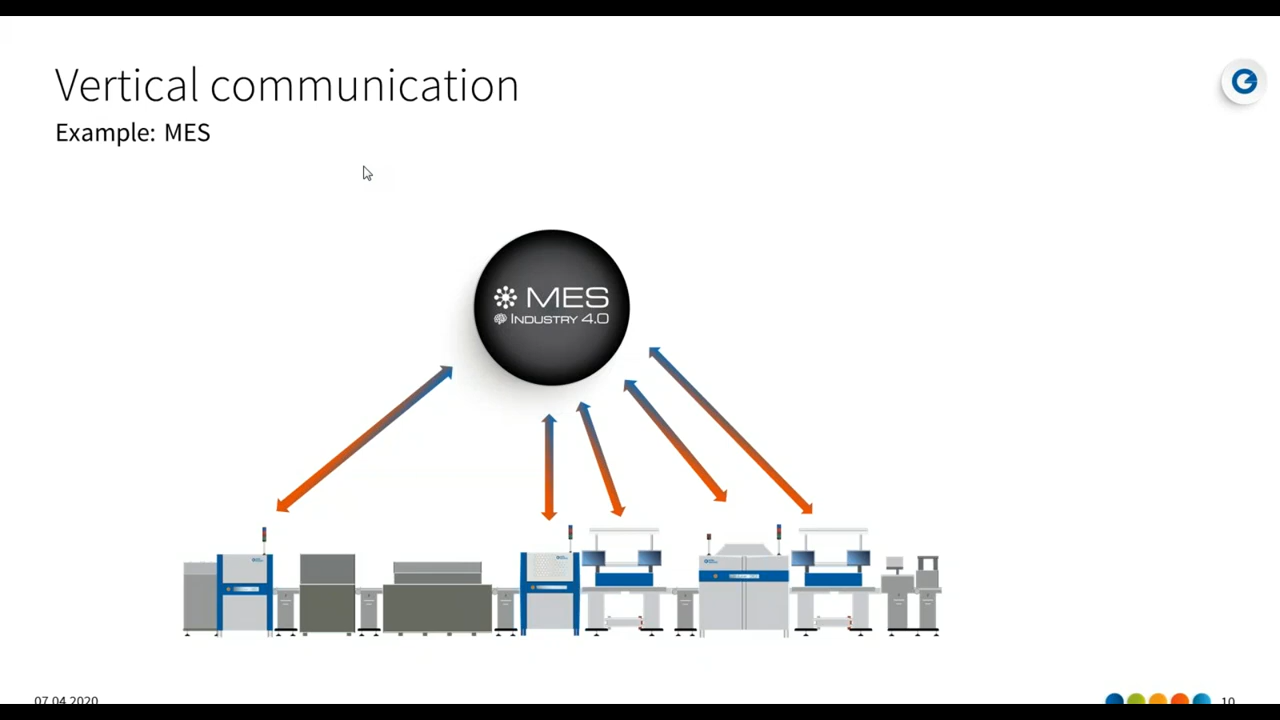 Vertical communication
Example: MES
MES
INDUSTRY 4.0
07.04.2020
10